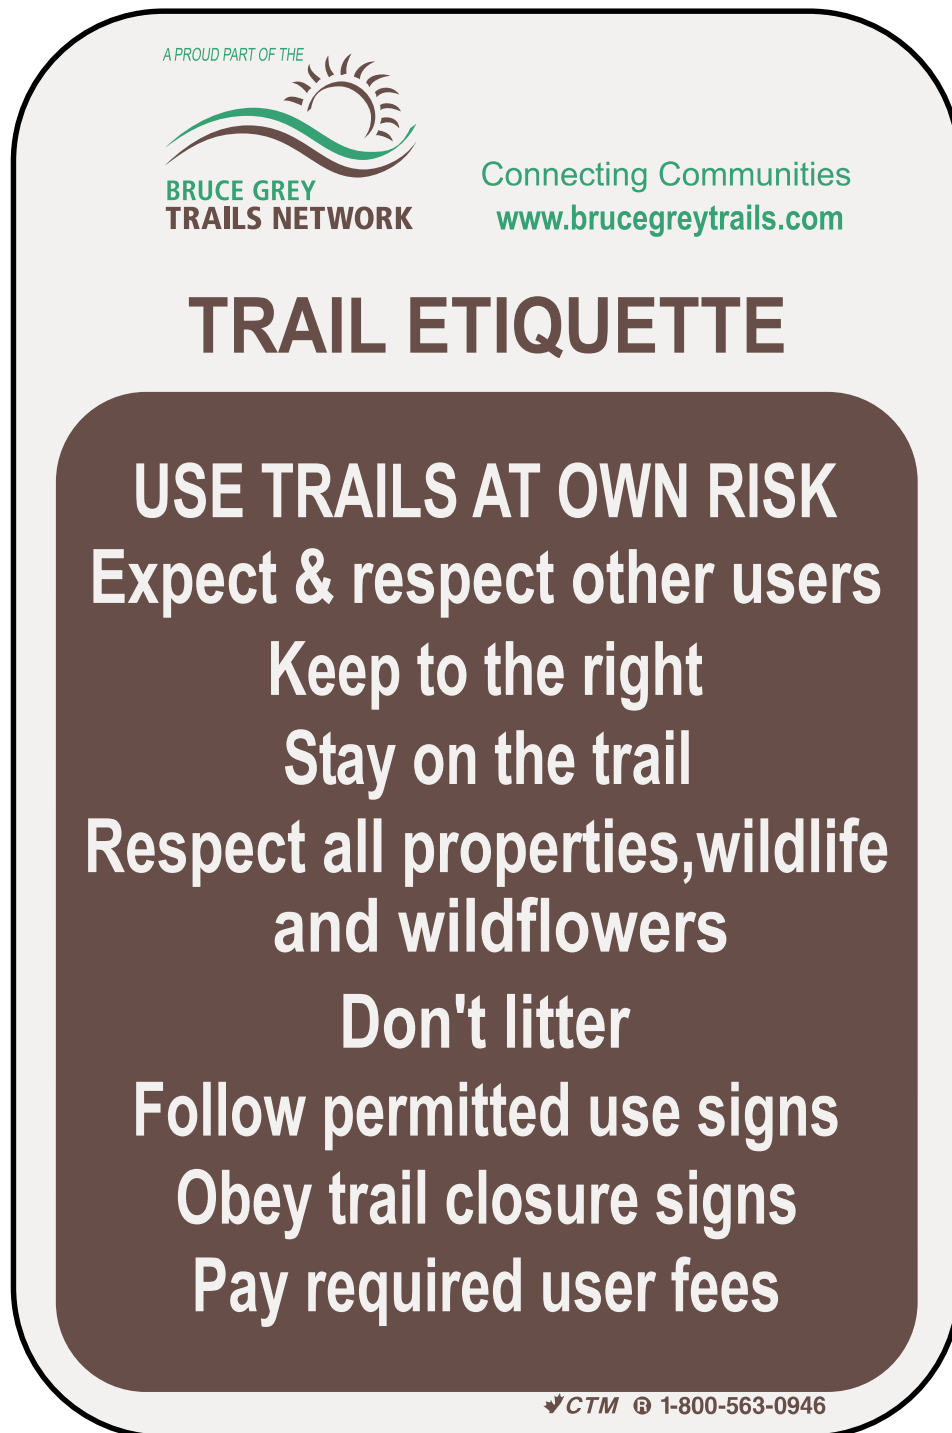 A PROUD PART OF THE
BRUCE GREY
TRAILS NETWORK
Connecting Communities
www.brucegreytrails.com
TRAIL ETIQUETTE
USE TRAILS AT OWN RISK
Expect & respect other users
Keep to the right
Stay on the trail
Respect all properties,wildlife
and wildflowers
Don't litter
Follow permitted use signs
Obey trail closure signs
Pay required user fees
CTM ® 1-800-563-0946